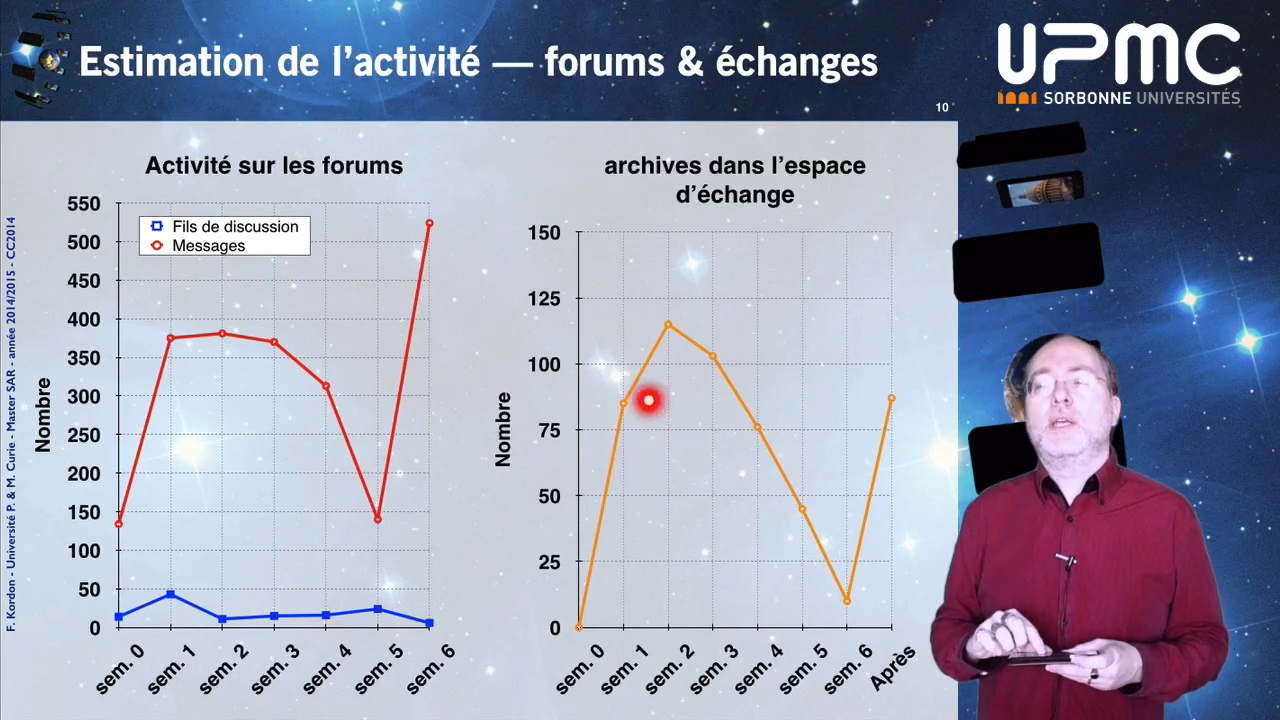 Estimation de l'activité — forums & échanges
UPMC
SORBONNE UNIVERSITÉS
10
F. Kordon - Université P. & M. Curie - Master SAR - année 2014/2015 - CC2014
Activité sur les forums
Fils de discussion
Messages
Nombre
550
500
450
400
350
300
250
200
150
100
50
0
sem. 0
sem. 1
sem. 2
sem. 3
sem. 4
sem. 5
sem. 6
archives dans l'espace
d'échange
Nombre
150
125
100
75
50
25
0
sem. 0
sem. 1
sem. 2
sem. 3
sem. 4
sem. 5
sem. 6
Après